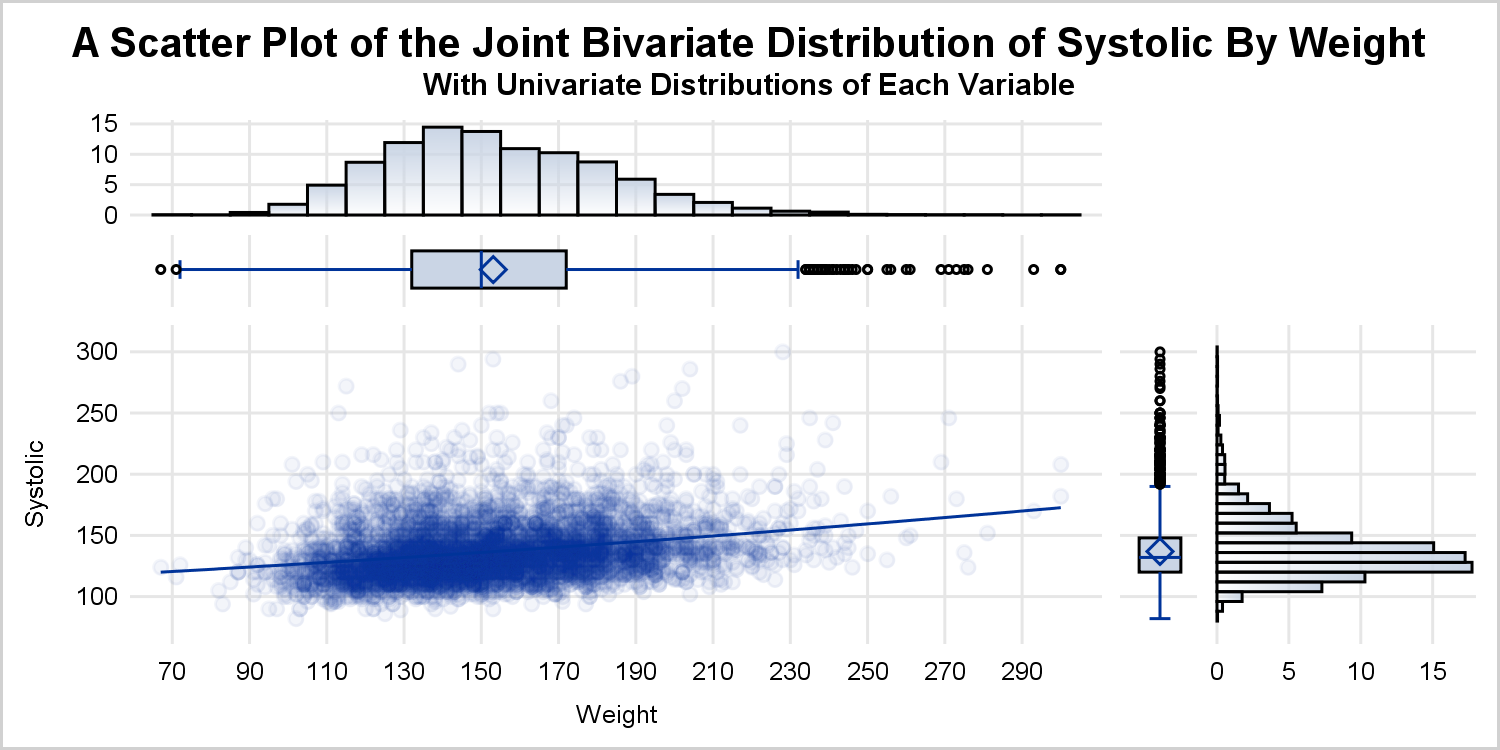 A Scatter Plot of the Joint Bivariate Distribution of Systolic By Weight
With Univariate Distributions of Each Variable
15
10
5
0
300
250
200
150
100
Systolic
70 90 110 130 150 170 190 210 230 250 270 290
0 5 10 15
Weight